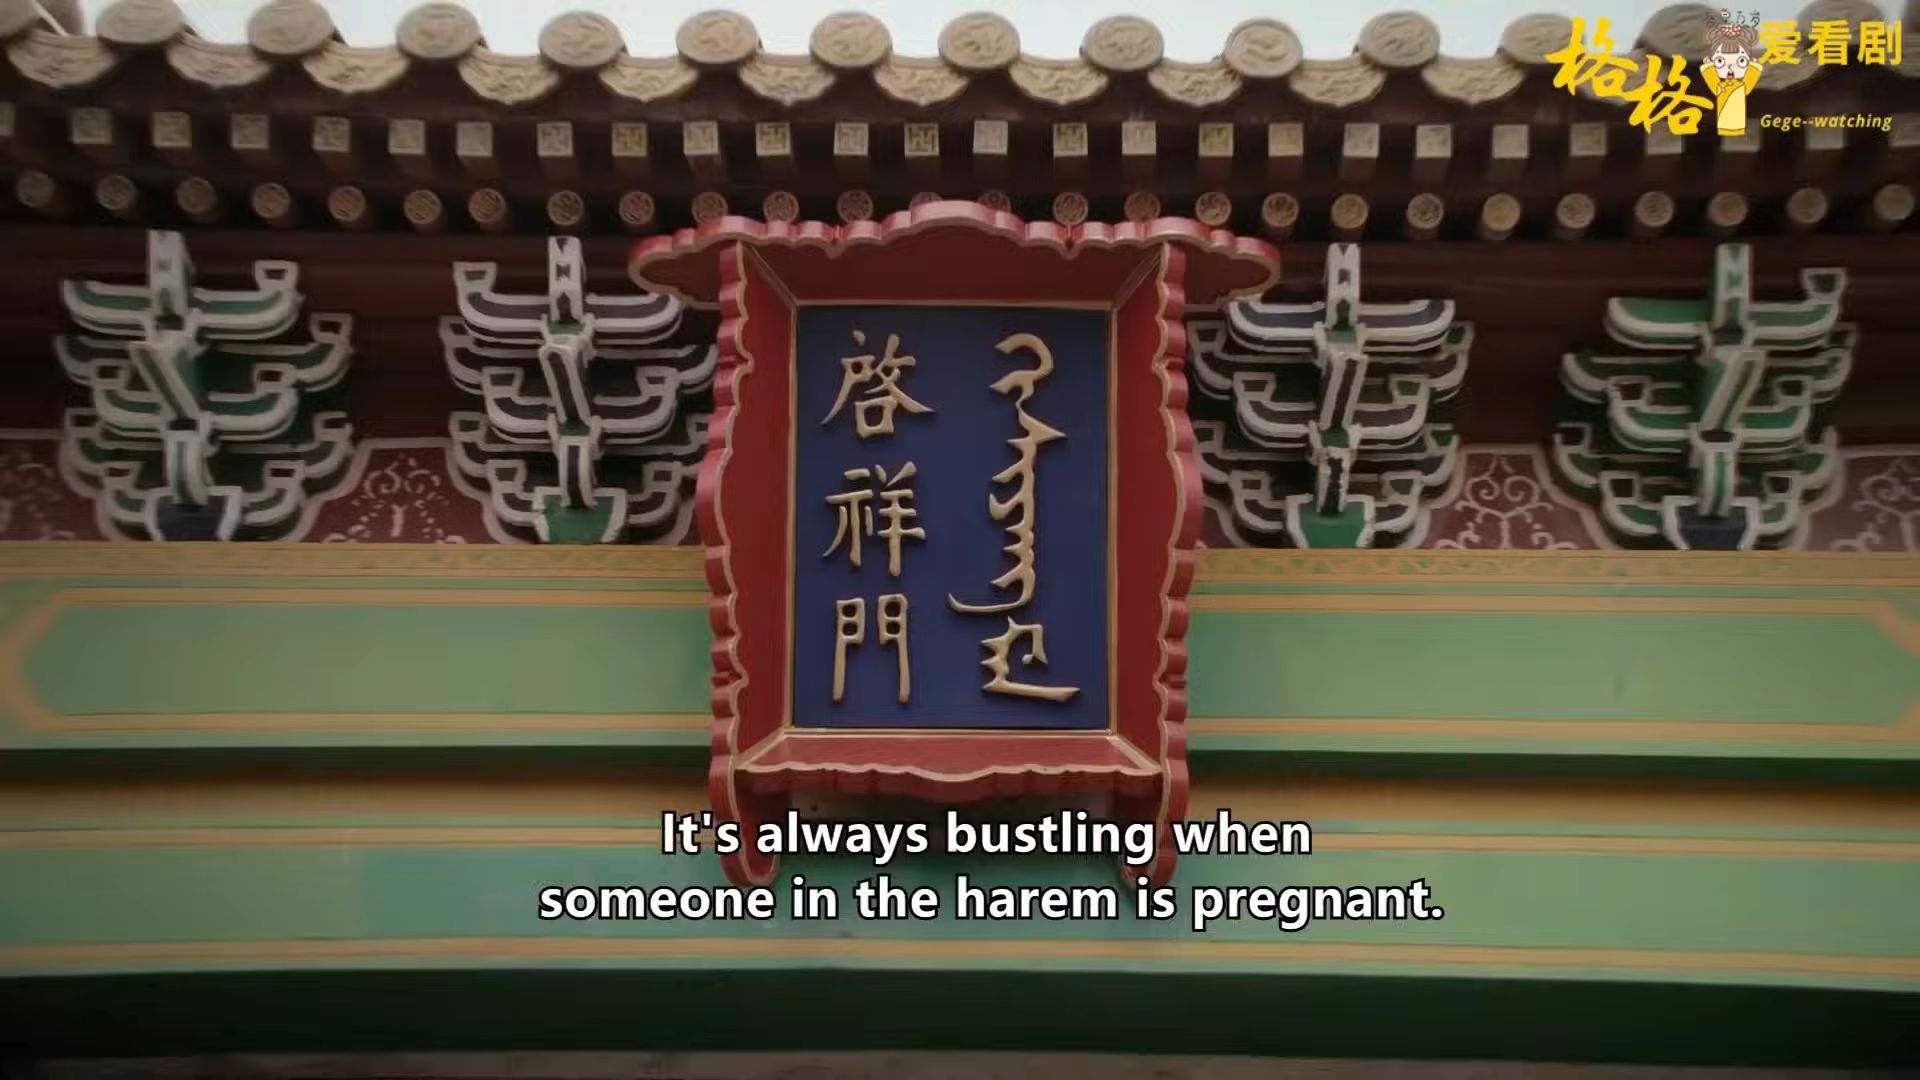 格格
爱看剧
Gege--watching
啓祥門
It's always bustling when
someone in the harem is pregnant.